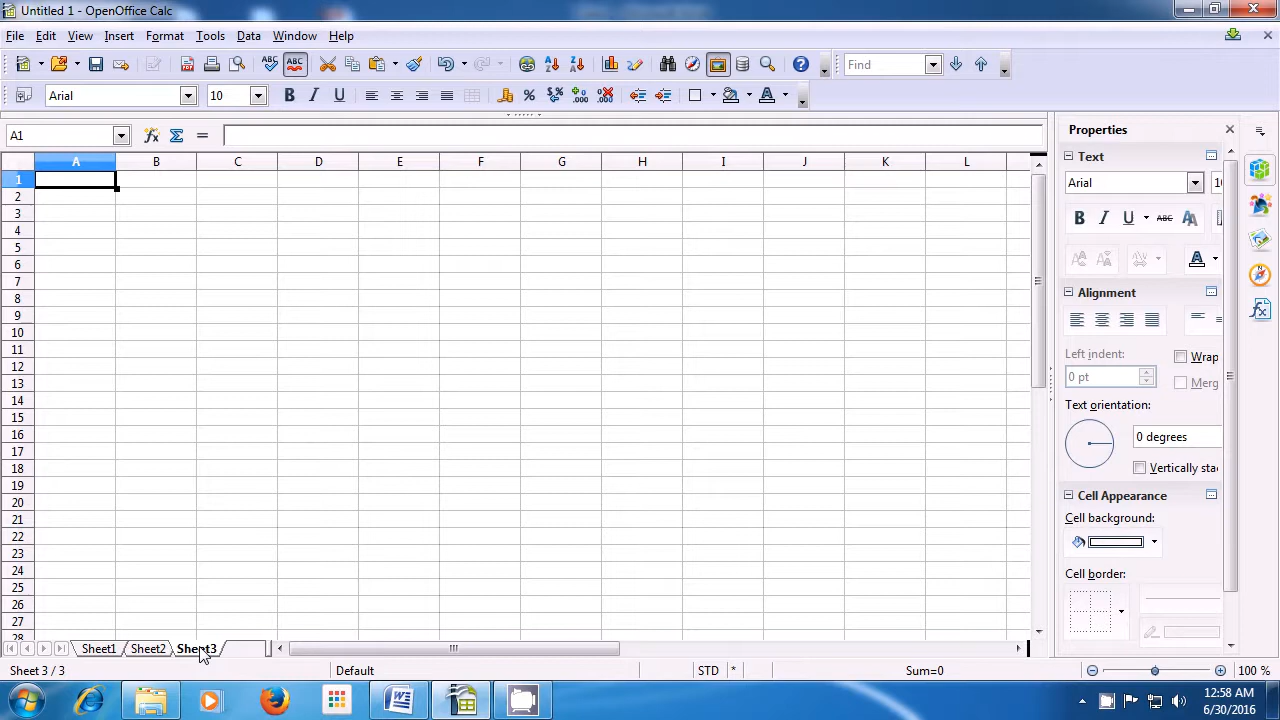 Untitled 1 - OpenOffice Calc
File Edit View Insert Format Tools Data Window Help
Find
Arial 10
A1
A B C D E F G H I J K L
1
2
3
4
5
6
7
8
9
10
11
12
13
14
15
16
17
18
19
20
21
22
23
24
25
26
27
28
Properties
Text
Arial
Alignment
Left indent:
Wrap
0 pt
Merg
Text orientation:
0 degrees
Vertically sta
Cell Appearance
Cell background:
Cell border:
Sheet1 Sheet2 Sheet3
Sheet 3 / 3 Default STD * Sum=0 100 %
12:58 AM
6/30/2016